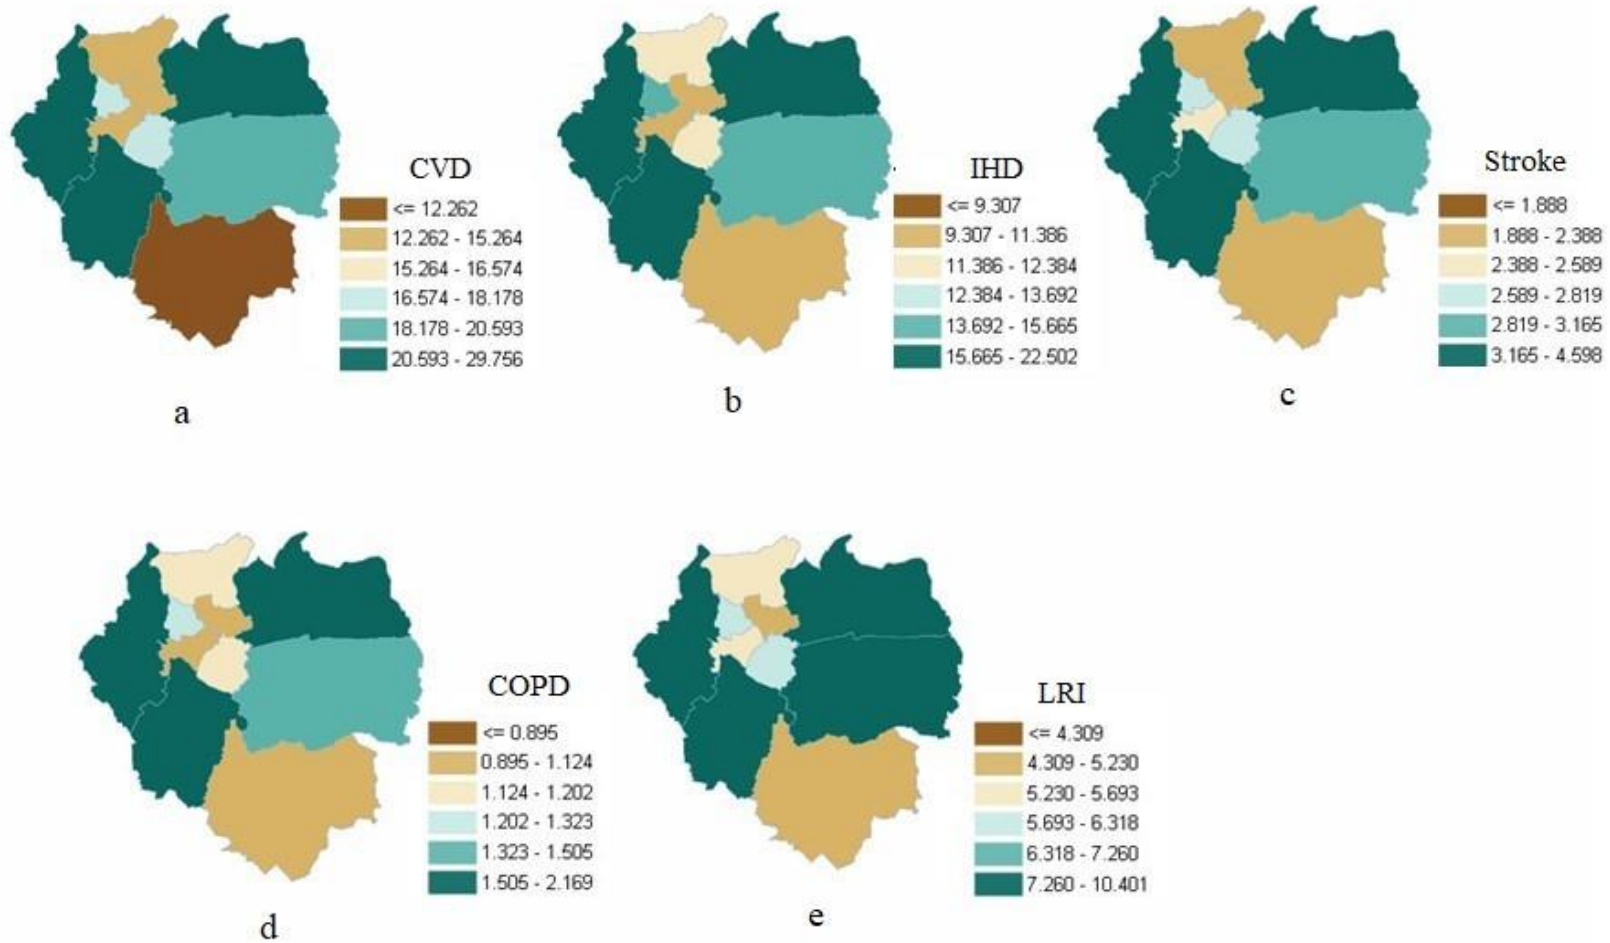 CVD
<= 12.262
12.262 - 15.264
15.264 - 16.574
16.574 - 18.178
18.178 - 20.593
20.593 - 29.756
a
IHD
<= 9.307
9.307 - 11.386
11.386 - 12.384
12.384 - 13.692
13.692 - 15.665
15.665 - 22.502
b
Stroke
<= 1.888
1.888 - 2.388
2.388 - 2.589
2.589 - 2.819
2.819 - 3.165
3.165 - 4.598
c
COPD
<= 0.895
0.895 - 1.124
1.124 - 1.202
1.202 - 1.323
1.323 - 1.505
1.505 - 2.169
d
LRI
<= 4.309
4.309 - 5.230
5.230 - 5.693
5.693 - 6.318
6.318 - 7.260
7.260 - 10.401
e